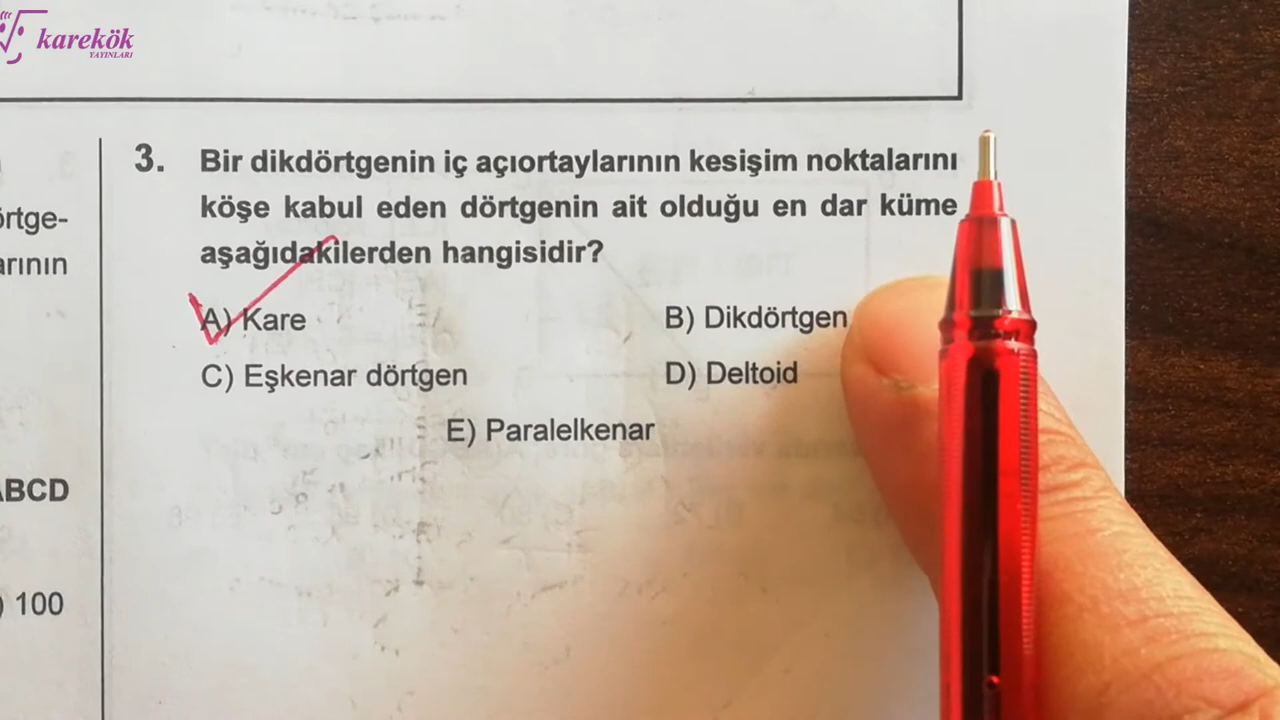 karekök
YAYINLARI
örtge-
arının
ABCD
) 100
3. Bir dikdörtgenin iç açıortaylarının kesişim noktalarını
köşe kabul eden dörtgenin ait olduğu en dar küme
aşağıdakilerden hangisidir?
A) Kare B) Dikdörtgen
C) Eşkenar dörtgen D) Deltoid
E) Paralelkenar